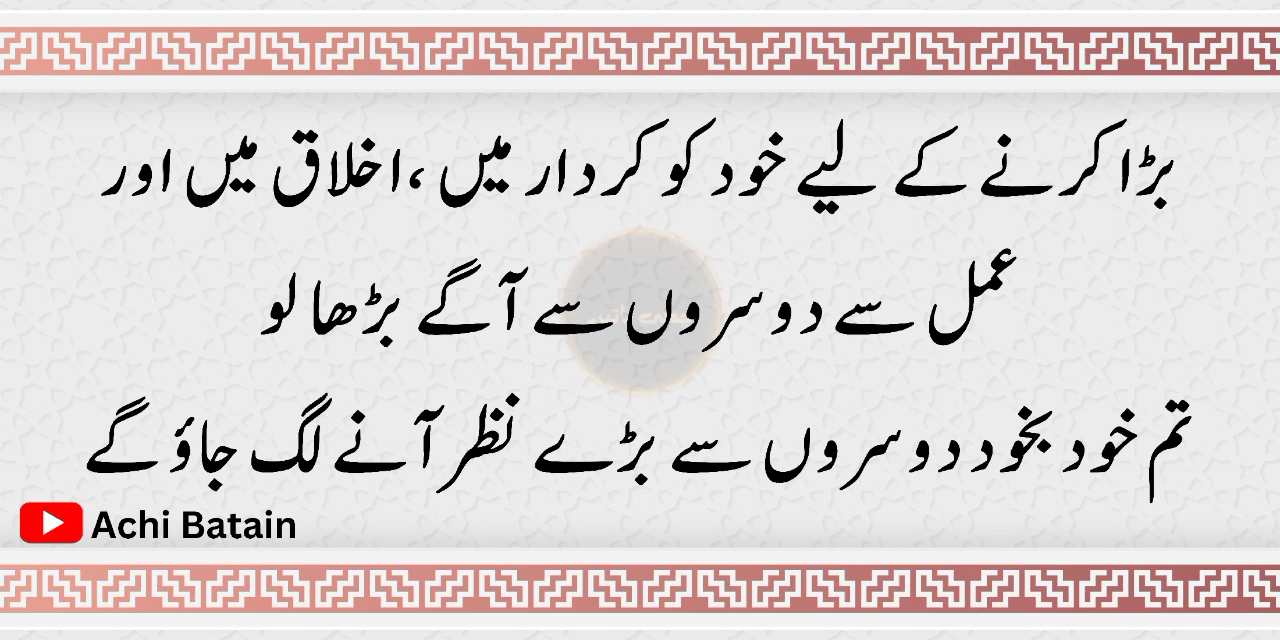 بڑا کرنے کے لیے خود کو کردار میں ،اخلاق میں اور
عمل سے دوسروں سے آگے بڑھا لو
تم خود بخود دوسروں سے بڑے نظر آنے لگ جاؤ گے
Achi Batain